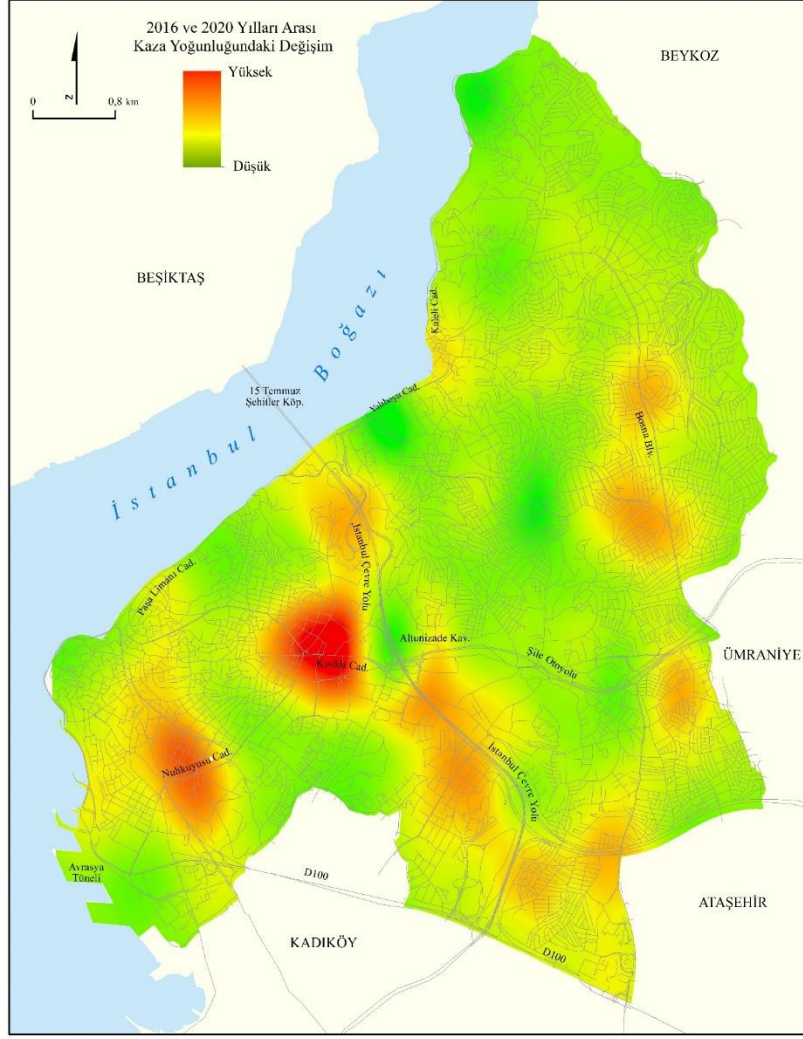 2016 ve 2020 Yılları Arası
Kaza Yoğunluğundaki Değişim
Yüksek
Düşük
N
0
0,8 km
BEYKOZ
BEŞİKTAŞ
İstanbul Boğazı
Kuleli Cad.
15 Temmuz
Şehitler Köp.
Yalıboyu Cad.
Bosna Blv.
İstanbul Çevre Yolu
Paşa Limanı Cad.
Altunizade Kav.
Kısıklı Cad.
Şile Otoyolu
ÜMRANİYE
Nuhkuyusu Cad.
İstanbul Çevre Yolu
Avrasya
Tüneli
D100
ATAŞEHİR
KADIKÖY
D100